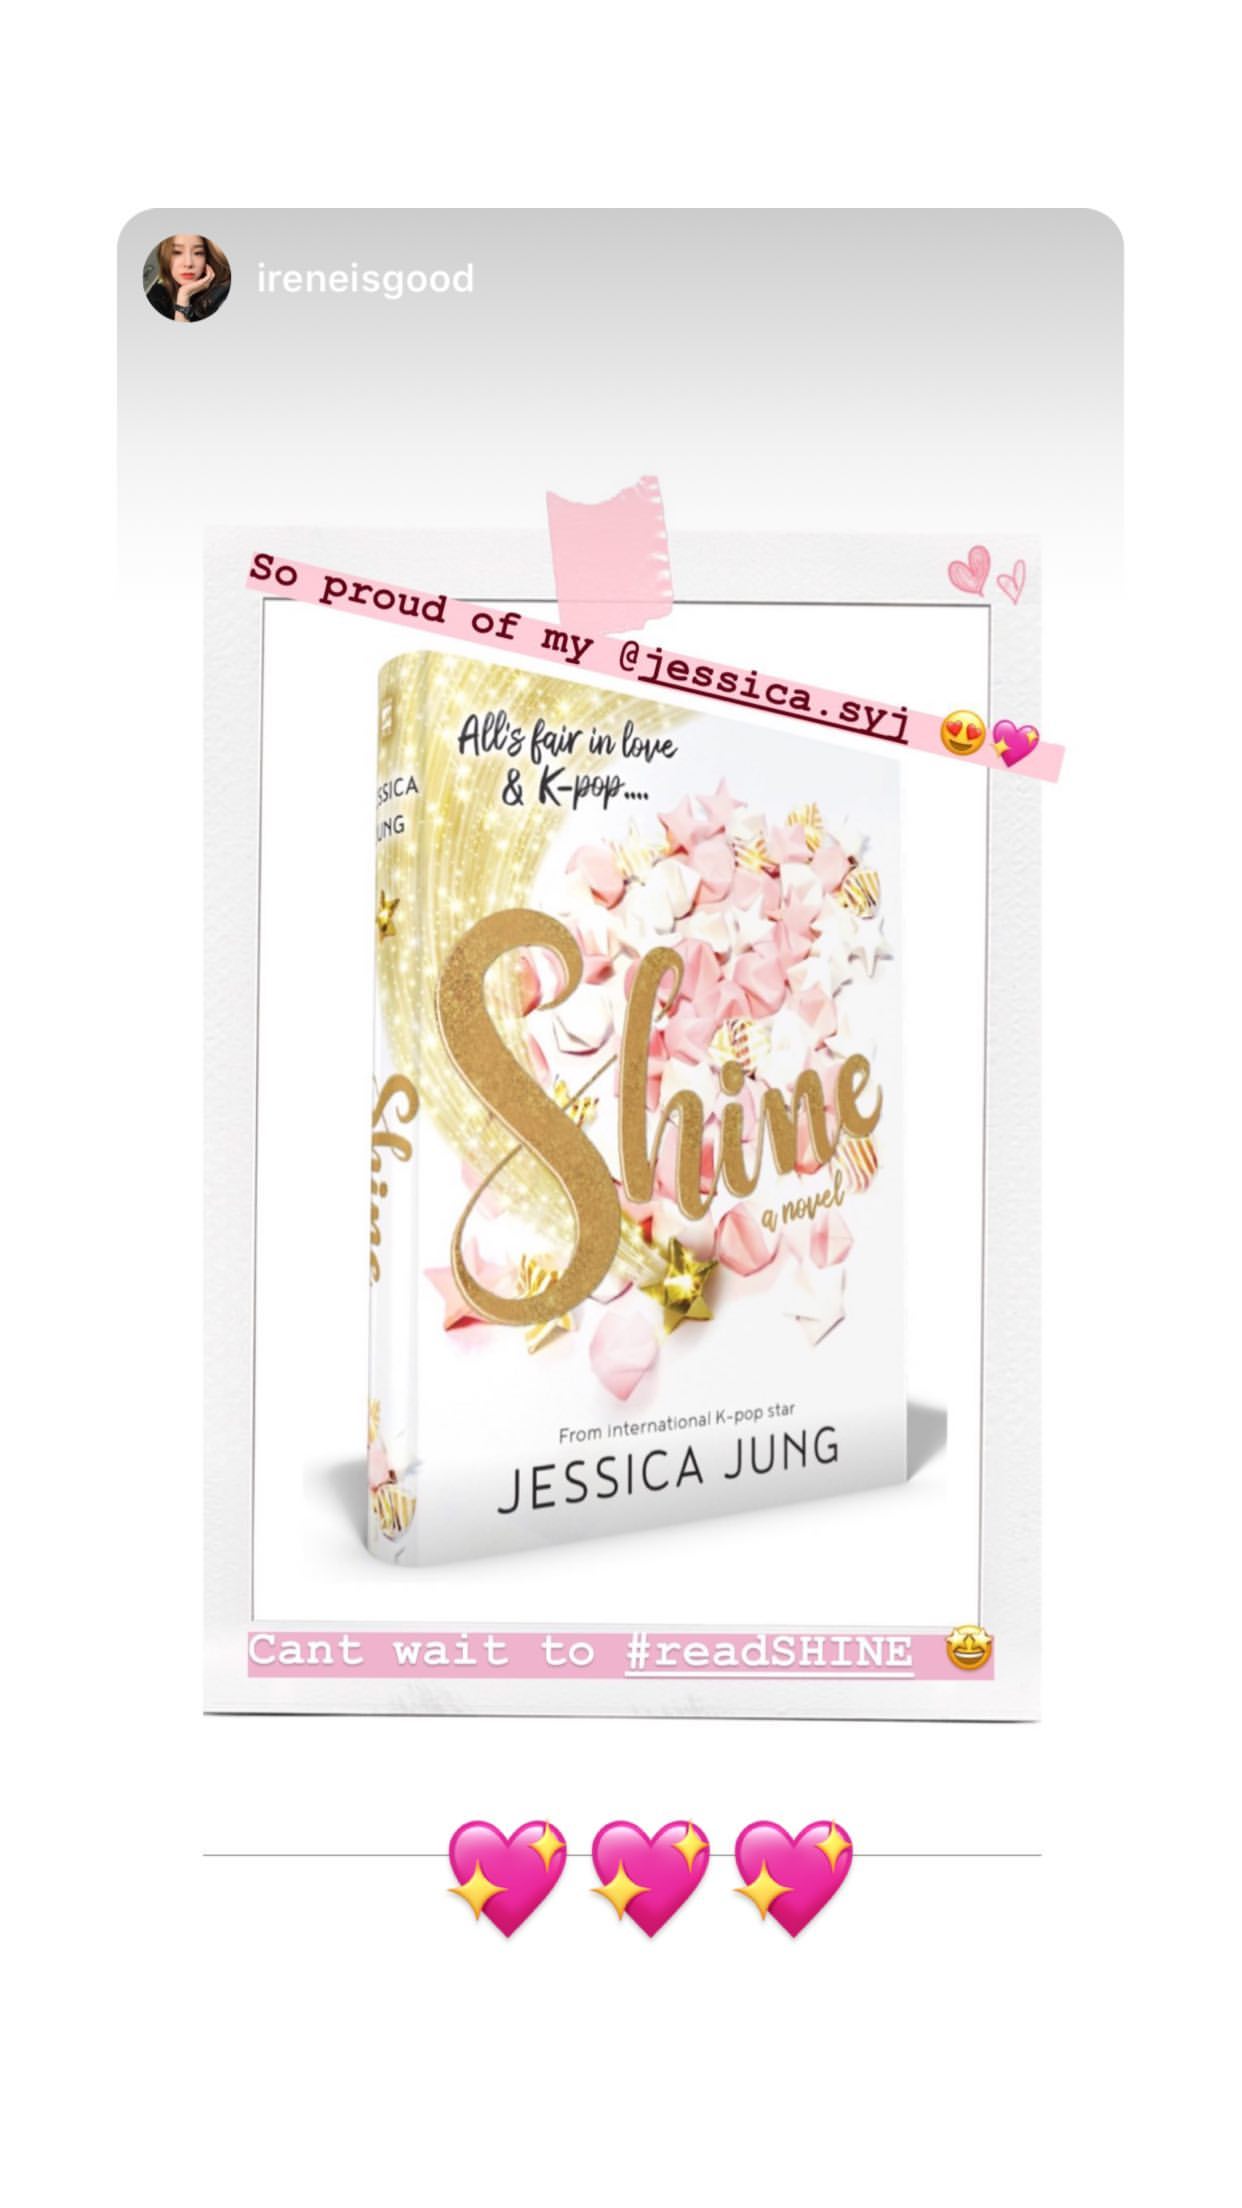 ireneisgood
So proud of my @jessica.syj 😍💖
All's fair in love
& K-pop....
SSICA
UNG
Shine
Shine
a novel
From international K-pop star
JESSICA JUNG
Cant wait to #readSHINE 🤩
💖💖💖